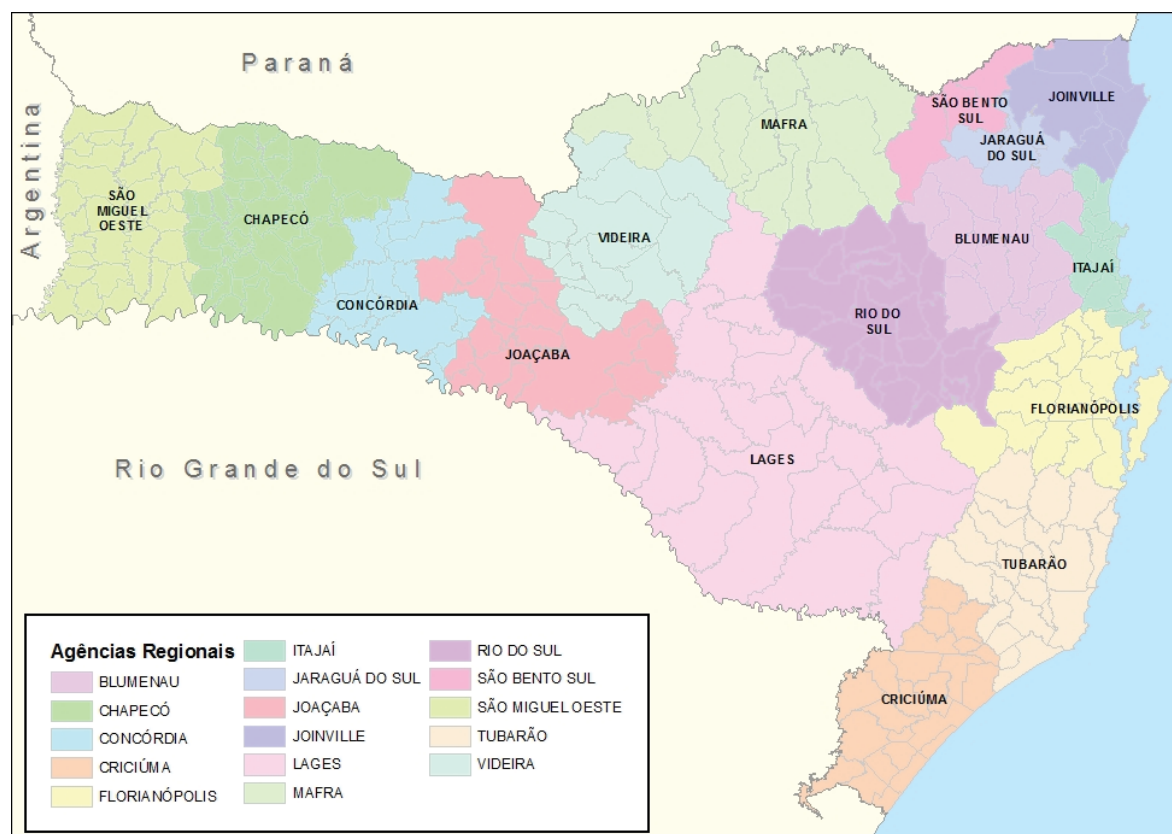 Paraná
Argentina
SÃO BENTO
SUL
JOINVILLE
MAFRA
JARAGUÁ
DO SUL
SÃO
MIGUEL
OESTE
CHAPECÓ
VIDEIRA
BLUMENAU
ITAJAÍ
CONCÓRDIA
RIO DO
SUL
JOAÇABA
FLORIANÓPOLIS
LAGES
Rio Grande do Sul
TUBARÃO
CRICIÚMA
Agências Regionais
BLUMENAU
CHAPECÓ
CONCÓRDIA
CRICIÚMA
FLORIANÓPOLIS
ITAJAÍ
JARAGUÁ DO SUL
JOAÇABA
JOINVILLE
LAGES
MAFRA
RIO DO SUL
SÃO BENTO SUL
SÃO MIGUEL OESTE
TUBARÃO
VIDEIRA